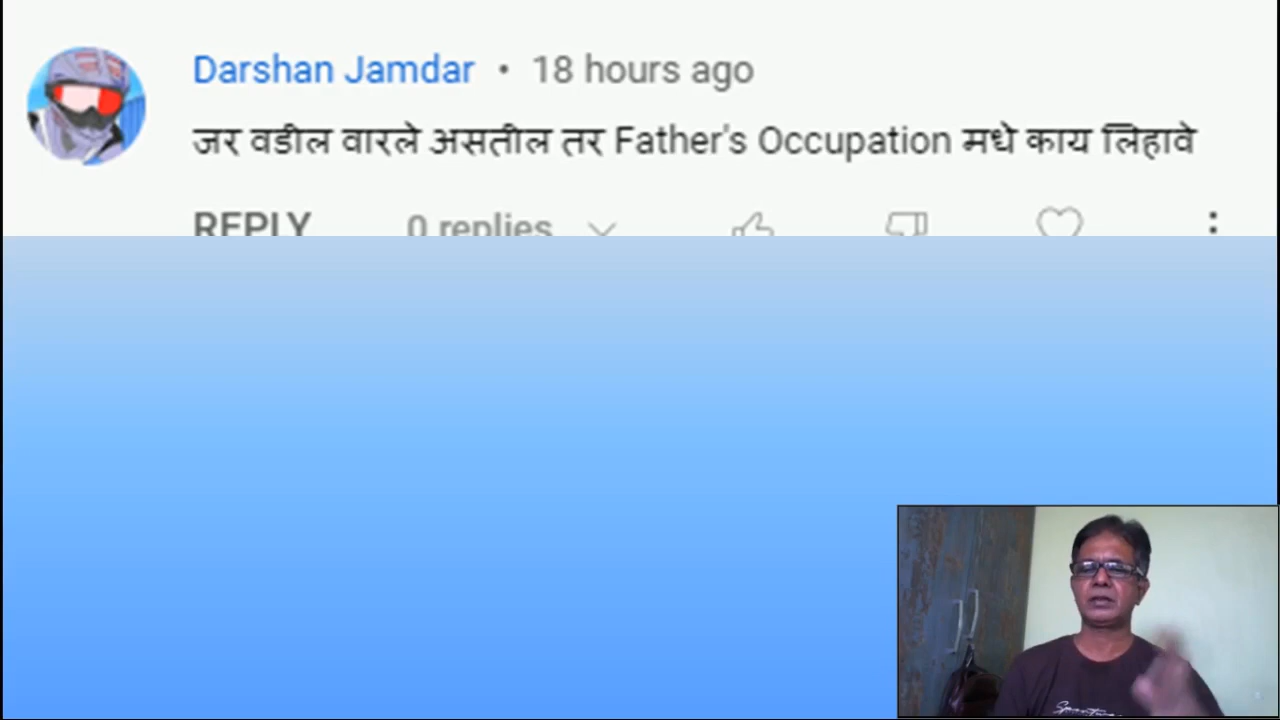 Darshan Jamdar • 18 hours ago
जर वडील वारले असतील तर Father's Occupation मधे काय लिहावे
REPLY 0 replies